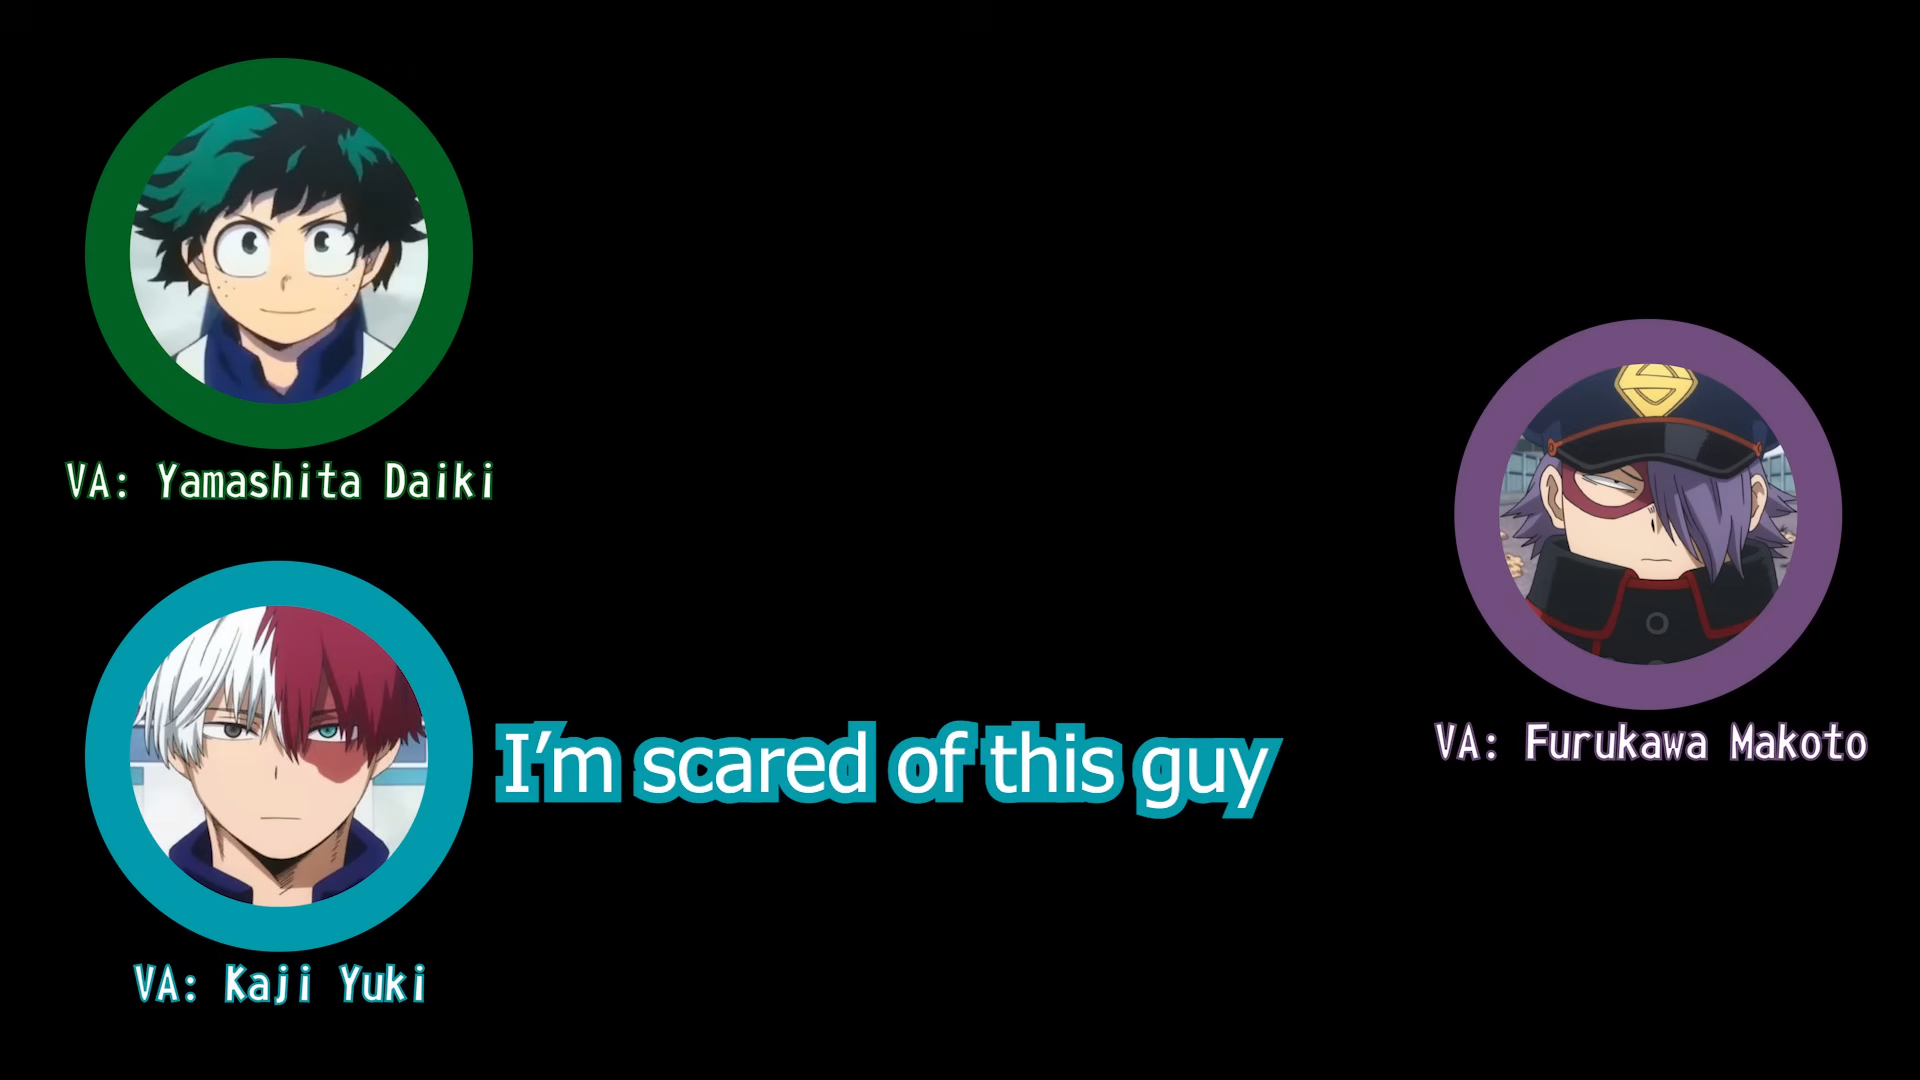 VA: Yamashita Daiki
VA: Furukawa Makoto
I’m scared of this guy
VA: Kaji Yuki